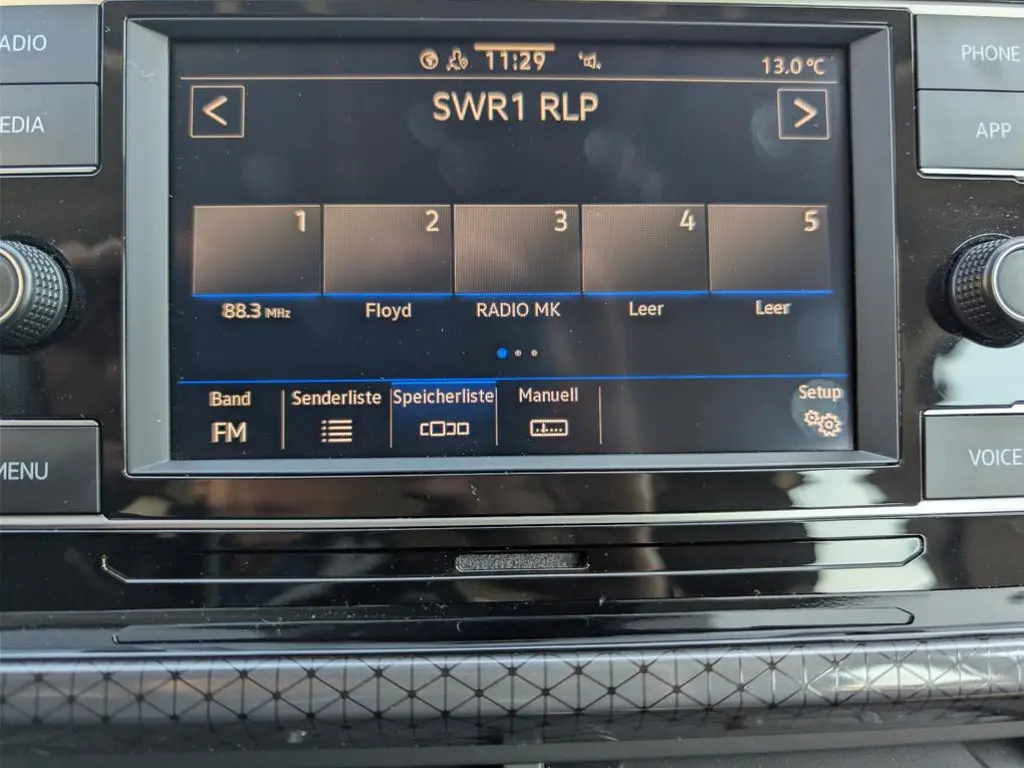 ADIO
EDIA
MENU
11:29
13.0°C
<
SWR1 RLP
>
1
2
3
4
5
88.3 MHz
Floyd
RADIO MK
Leer
Leer
Band
FM
Senderliste
Speicherliste
Manuell
Setup
PHONE
APP
VOICE